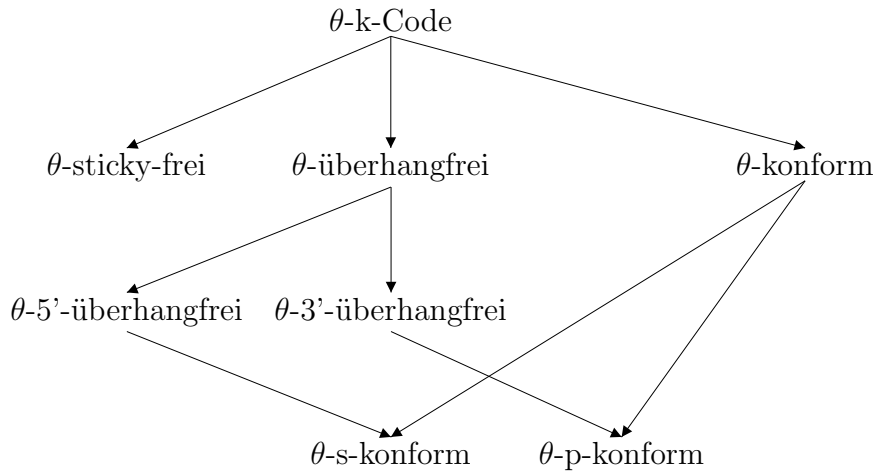 θ-k-Code
θ-sticky-frei θ-überhangfrei θ-konform
θ-5'-überhangfrei θ-3'-überhangfrei
θ-s-konform θ-p-konform